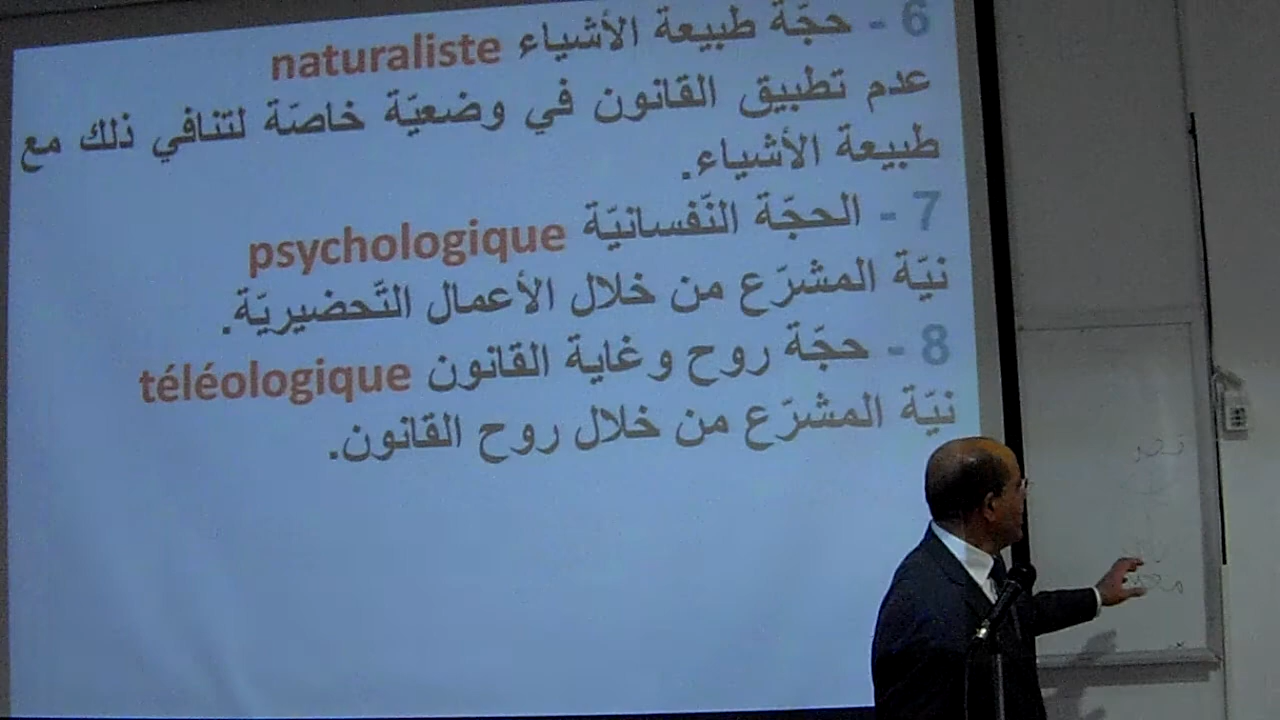 6 - حجّة طبيعة الأشياء naturaliste
عدم تطبيق القانون في وضعيّة خاصّة لتنافي ذلك مع
طبيعة الأشياء.
7 - الحجّة النّفسانيّة psychologique
نيّة المشرّع من خلال الأعمال التّحضيريّة.
8 - حجّة روح وغاية القانون téléologique
نيّة المشرّع من خلال روح القانون.